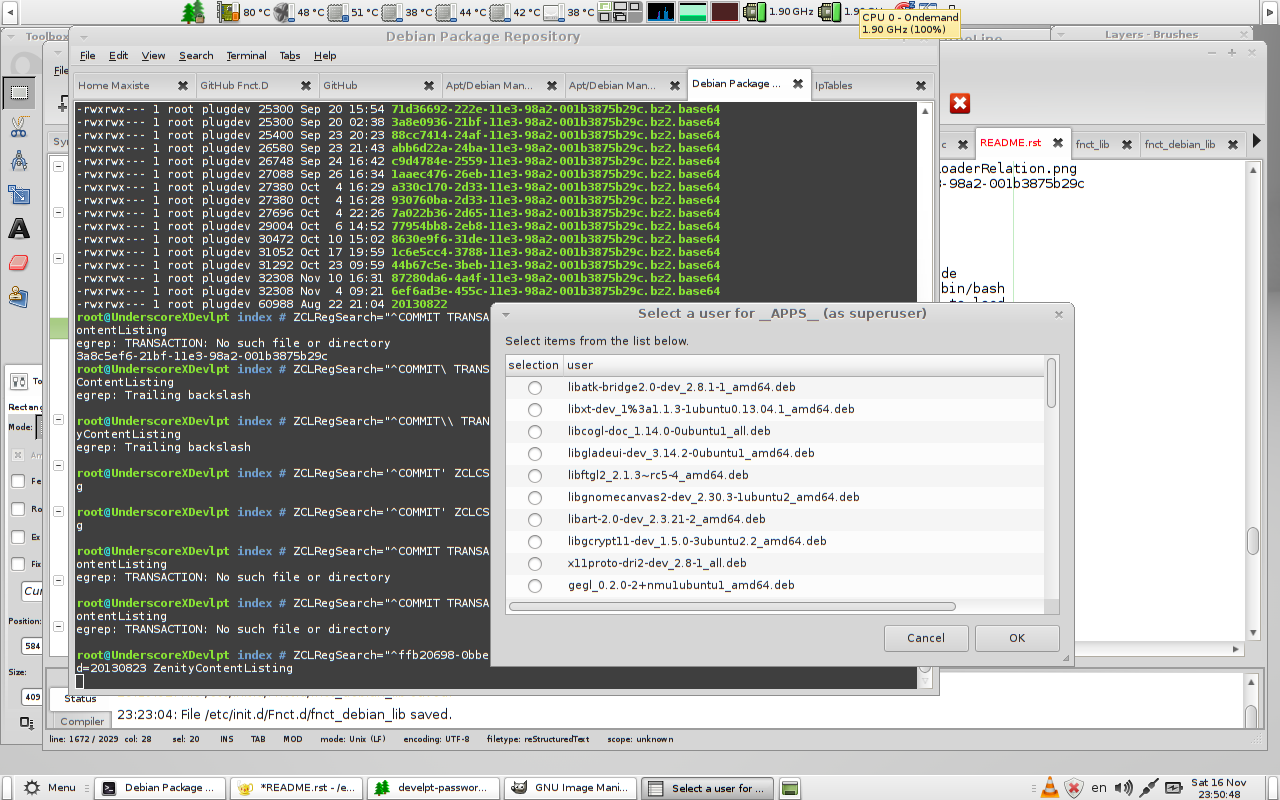 80 °C 48 °C 51 °C 38 °C 44 °C 42 °C 38 °C 1.90 GHz
CPU 0 - Ondemand
1.90 GHz (100%)
Toolbox
Debian Package Repository
Layers - Brushes
File Edit View Search Terminal Tabs Help
Home Maxiste
GitHub Fnct.D
GitHub
Apt/Debian Man...
Apt/Debian Man...
Debian Package ...
IpTables
README.rst
fnct_lib
fnct_debian_lib
-rwxrwx--- 1 root plugdev 25300 Sep 20 15:54 71d36692-222e-11e3-98a2-001b3875b29c.bz2.base64
-rwxrwx--- 1 root plugdev 25300 Sep 20 02:38 3a8e0936-21bf-11e3-98a2-001b3875b29c.bz2.base64
-rwxrwx--- 1 root plugdev 25400 Sep 23 20:23 88cc7414-24af-11e3-98a2-001b3875b29c.bz2.base64
-rwxrwx--- 1 root plugdev 26580 Sep 23 21:43 abb6d22a-24ba-11e3-98a2-001b3875b29c.bz2.base64
-rwxrwx--- 1 root plugdev 26748 Sep 24 16:42 c9d4784e-2559-11e3-98a2-001b3875b29c.bz2.base64
-rwxrwx--- 1 root plugdev 27088 Sep 26 16:34 1aaec476-26eb-11e3-98a2-001b3875b29c.bz2.base64
-rwxrwx--- 1 root plugdev 27380 Oct  4 16:29 a330c170-2d33-11e3-98a2-001b3875b29c.bz2.base64
-rwxrwx--- 1 root plugdev 27380 Oct  4 16:28 930760ba-2d33-11e3-98a2-001b3875b29c.bz2.base64
-rwxrwx--- 1 root plugdev 27696 Oct  4 22:26 7a022b36-2d65-11e3-98a2-001b3875b29c.bz2.base64
-rwxrwx--- 1 root plugdev 29004 Oct  6 14:52 77954bb8-2eb8-11e3-98a2-001b3875b29c.bz2.base64
-rwxrwx--- 1 root plugdev 30472 Oct 10 15:02 8630e9f6-31de-11e3-98a2-001b3875b29c.bz2.base64
-rwxrwx--- 1 root plugdev 31052 Oct 17 19:59 1c6e5cc4-3788-11e3-98a2-001b3875b29c.bz2.base64
-rwxrwx--- 1 root plugdev 31292 Oct 23 09:59 44b67c5e-3beb-11e3-98a2-001b3875b29c.bz2.base64
-rwxrwx--- 1 root plugdev 32308 Nov 10 16:31 87280da6-4a4f-11e3-98a2-001b3875b29c.bz2.base64
-rwxrwx--- 1 root plugdev 32308 Nov  4 09:21 6ef6ad3e-455c-11e3-98a2-001b3875b29c.bz2.base64
-rwxrwx--- 1 root plugdev 60988 Aug 22 21:04 20130822
root@UnderscoreXDevlpt index # ZCLRegSearch="^COMMIT TRANSA
ontentListing
egrep: TRANSACTION: No such file or directory
3a8c5ef6-21bf-11e3-98a2-001b3875b29c
root@UnderscoreXDevlpt index # ZCLRegSearch="^COMMIT\ TRANS
ContentListing
egrep: Trailing backslash
root@UnderscoreXDevlpt index # ZCLRegSearch="^COMMIT\\ TRAN
yContentListing
egrep: Trailing backslash
root@UnderscoreXDevlpt index # ZCLRegSearch='^COMMIT' ZCLCS
g
root@UnderscoreXDevlpt index # ZCLRegSearch='^COMMIT' ZCLCS
g
root@UnderscoreXDevlpt index # ZCLRegSearch="^COMMIT TRANSA
ontentListing
egrep: TRANSACTION: No such file or directory
root@UnderscoreXDevlpt index # ZCLRegSearch="^COMMIT TRANSA
ontentListing
egrep: TRANSACTION: No such file or directory
root@UnderscoreXDevlpt index # ZCLRegSearch="^ffb20698-0bbe
d=20130823 ZenityContentListing
oaderRelation.png
-98a2-001b3875b29c
de
bin/bash
Select a user for __APPS__ (as superuser)
Select items from the list below.
selection user
libatk-bridge2.0-dev_2.8.1-1_amd64.deb
libxt-dev_1%3a1.1.3-1ubuntu0.13.04.1_amd64.deb
libcogl-doc_1.14.0-0ubuntu1_all.deb
libgladeui-dev_3.14.2-0ubuntu1_amd64.deb
libftgl2_2.1.3~rc5-4_amd64.deb
libgnomecanvas2-dev_2.30.3-1ubuntu2_amd64.deb
libart-2.0-dev_2.3.21-2_amd64.deb
libgcrypt11-dev_1.5.0-3ubuntu2.2_amd64.deb
x11proto-dri2-dev_2.8-1_all.deb
gegl_0.2.0-2+nmu1ubuntu1_amd64.deb
Cancel OK
Mode:
Position:
584
Size:
409
Status
Compiler
23:23:04: File /etc/init.d/Fnct.d/fnct_debian_lib saved.
line: 1672 / 2029 col: 28 sel: 20 INS TAB MOD mode: Unix (LF) encoding: UTF-8 filetype: reStructuredText scope: unknown
Menu
Debian Package ...
*README.rst - /e...
develpt-passwor...
GNU Image Mani...
Select a user for ...
en
Sat 16 Nov
23:50:48